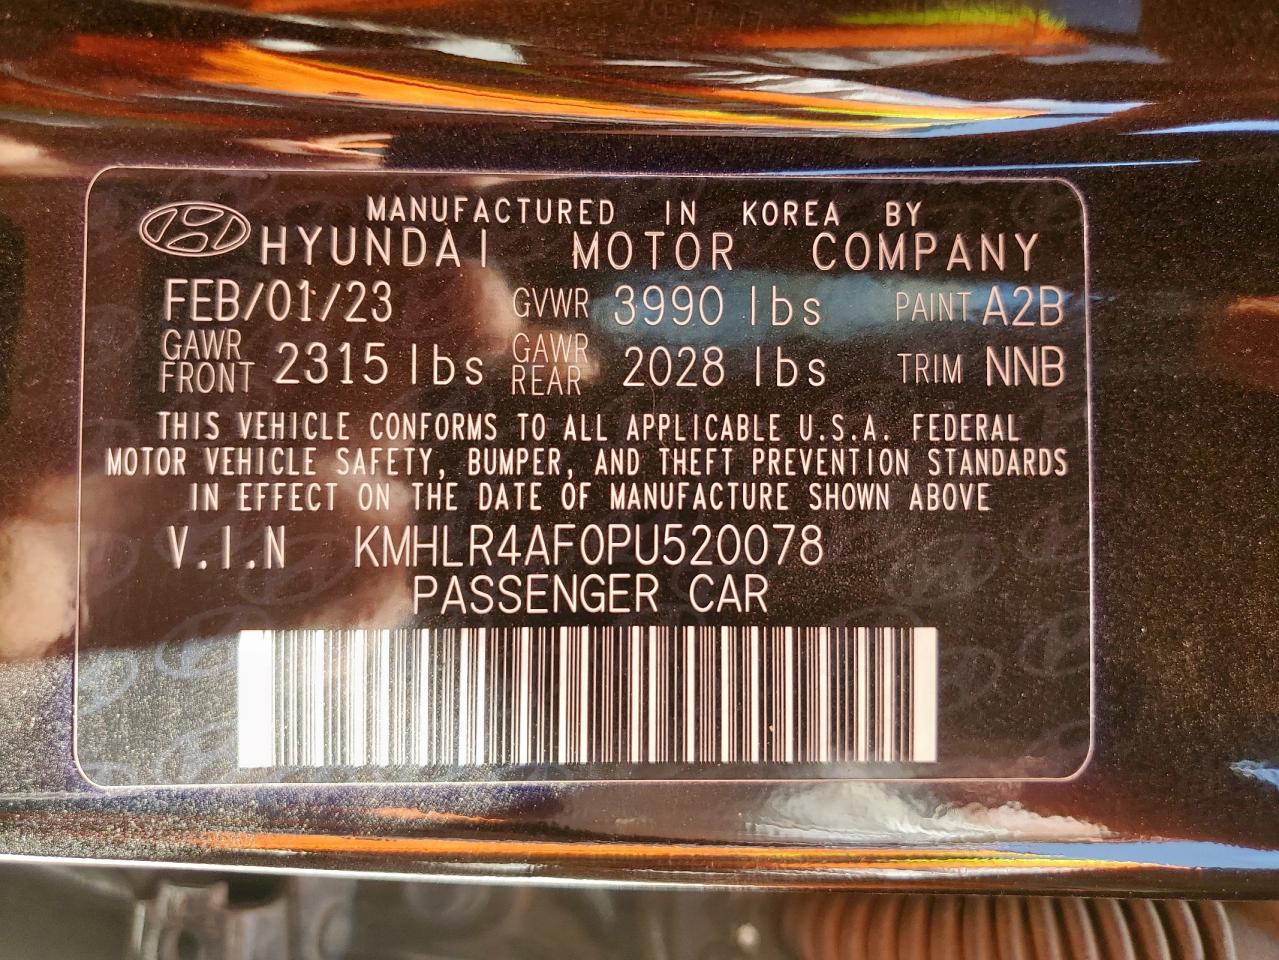 MANUFACTURED IN KOREA BY
HYUNDAI MOTOR COMPANY
FEB/01/23 GVWR 3990 lbs PAINT A2B
GAWR FRONT 2315 lbs GAWR REAR 2028 lbs TRIM NNB
THIS VEHICLE CONFORMS TO ALL APPLICABLE U.S.A. FEDERAL
MOTOR VEHICLE SAFETY, BUMPER, AND THEFT PREVENTION STANDARDS
IN EFFECT ON THE DATE OF MANUFACTURE SHOWN ABOVE
V.I.N KMHLR4AF0PU520078
PASSENGER CAR